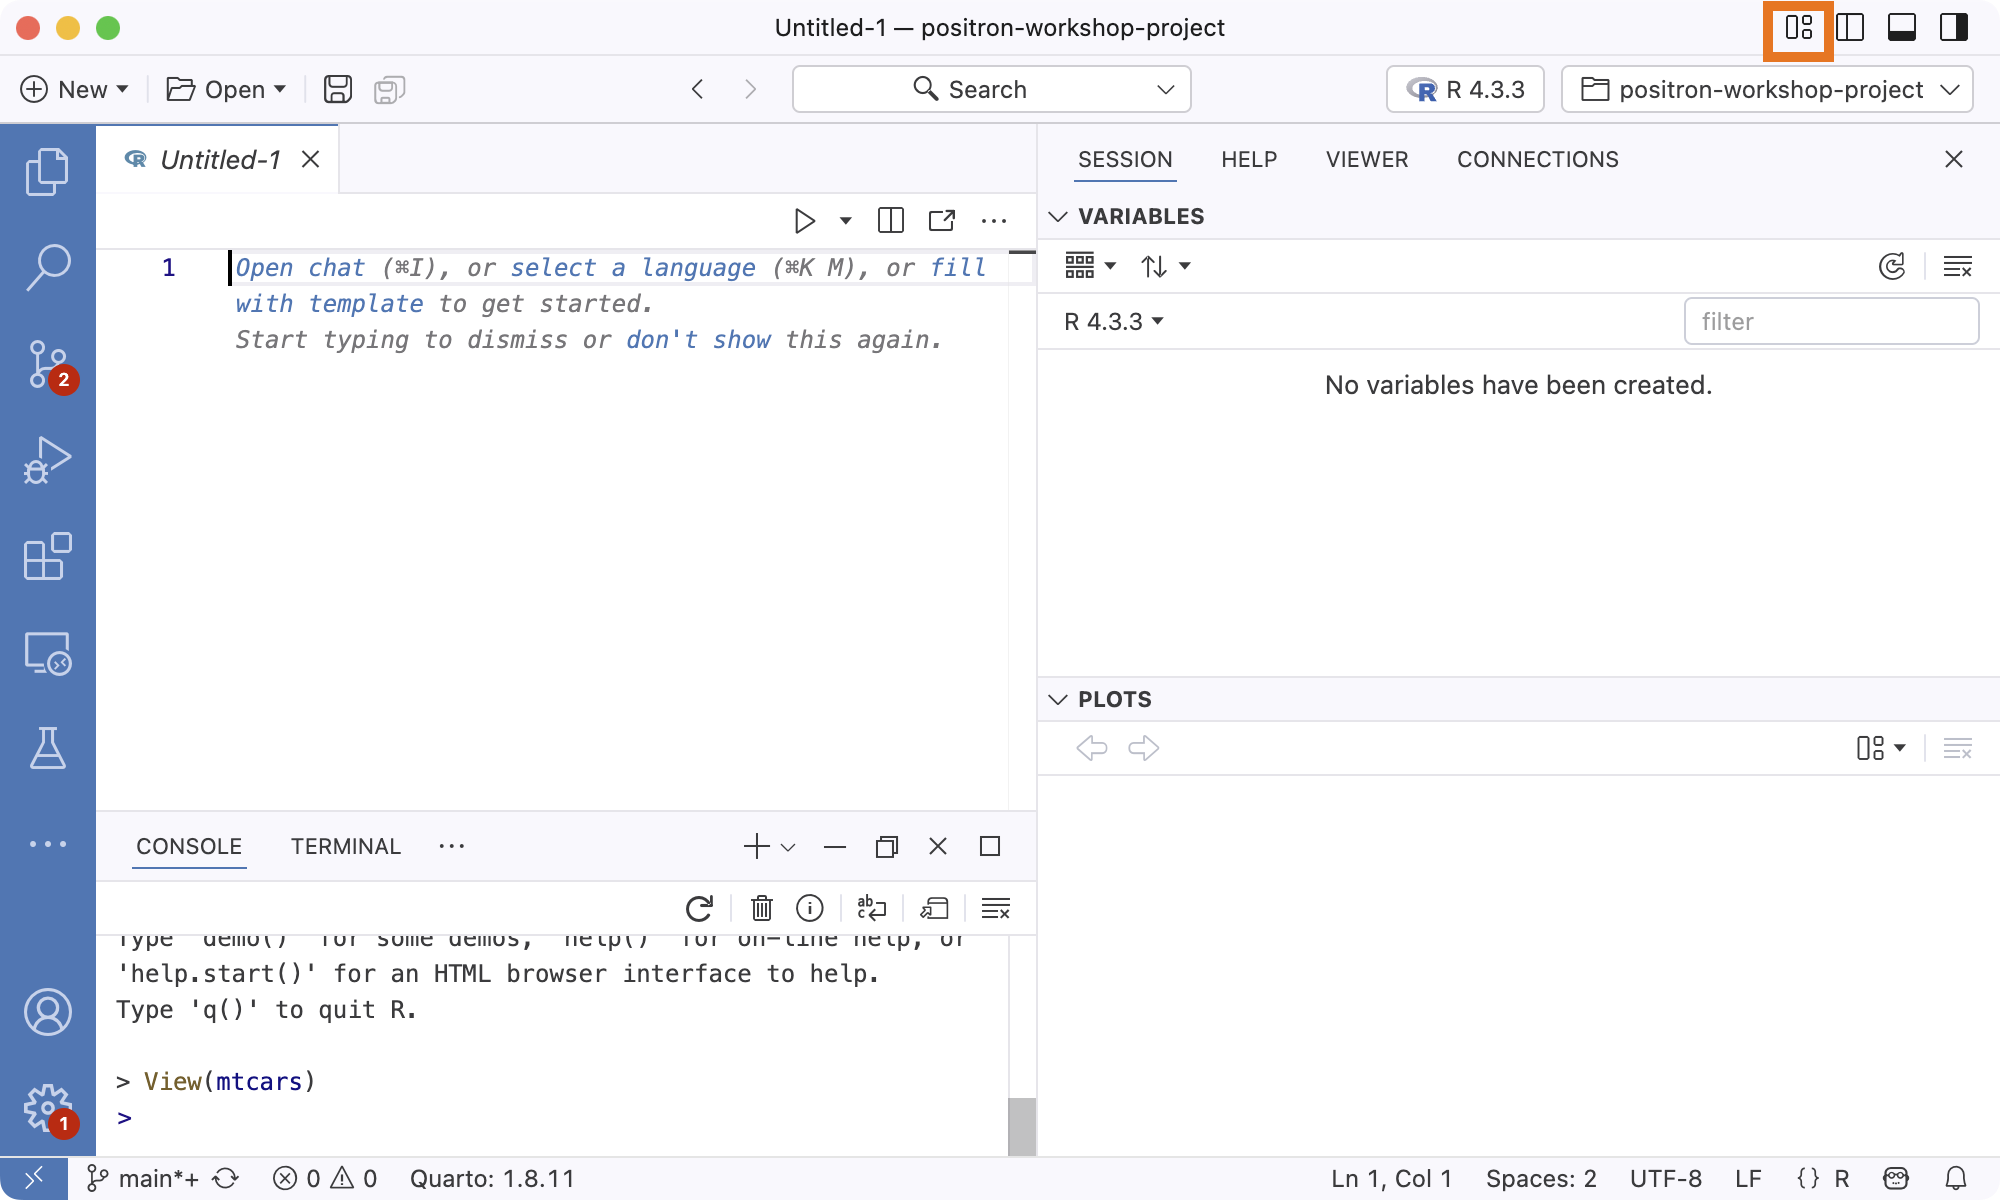 Untitled-1 — positron-workshop-project
New
Open
Search
R 4.3.3
positron-workshop-project
Untitled-1
SESSION HELP VIEWER CONNECTIONS
VARIABLES
1
Open chat (⌘I), or select a language (⌘K M), or fill
with template to get started.
Start typing to dismiss or don't show this again.
R 4.3.3
filter
No variables have been created.
2
PLOTS
CONSOLE TERMINAL
Type 'demo()' for some demos, 'help()' for on-line help, or
'help.start()' for an HTML browser interface to help.
Type 'q()' to quit R.
> View(mtcars)
>
1
main*+ 0 0 Quarto: 1.8.11 Ln 1, Col 1 Spaces: 2 UTF-8 LF {} R